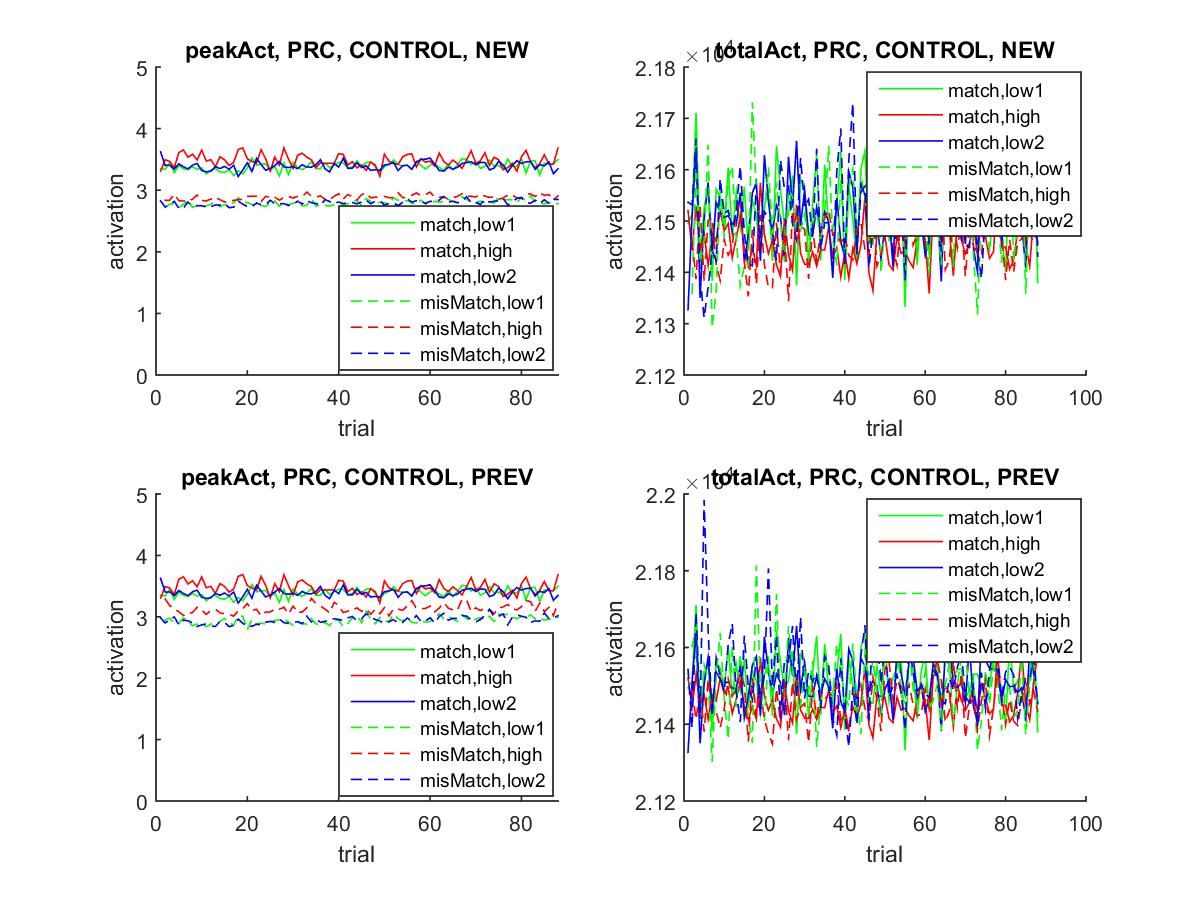 peakAct, PRC, CONTROL, NEW
5
4
3
2
1
0
activation
0 20 40 60 80
trial
match,low1
match,high
match,low2
misMatch,low1
misMatch,high
misMatch,low2
totalAct, PRC, CONTROL, NEW
×10^4
2.18
2.17
2.16
2.15
2.14
2.13
2.12
activation
0 20 40 60 80 100
trial
match,low1
match,high
match,low2
misMatch,low1
misMatch,high
misMatch,low2
peakAct, PRC, CONTROL, PREV
5
4
3
2
1
0
activation
0 20 40 60 80
trial
match,low1
match,high
match,low2
misMatch,low1
misMatch,high
misMatch,low2
totalAct, PRC, CONTROL, PREV
×10^4
2.2
2.18
2.16
2.14
2.12
activation
0 20 40 60 80 100
trial
match,low1
match,high
match,low2
misMatch,low1
misMatch,high
misMatch,low2